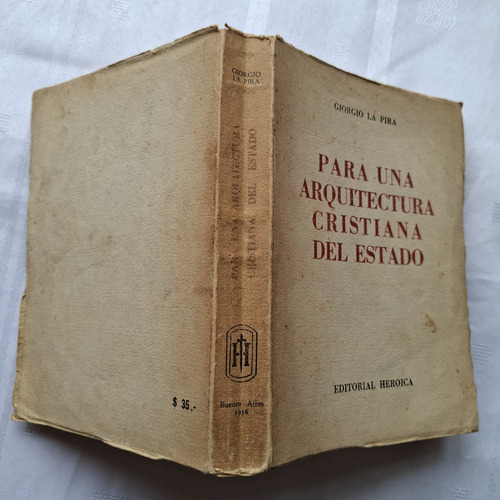 GIORGIO LA PIRA
PARA UNA
ARQUITECTURA
CRISTIANA
DEL ESTADO
EDITORIAL HEROICA
GIORGIO
LA PIRA
PARA UNA ARQUITECTURA
CRISTIANA DEL ESTADO
Buenos Aires
1956
$ 35.-